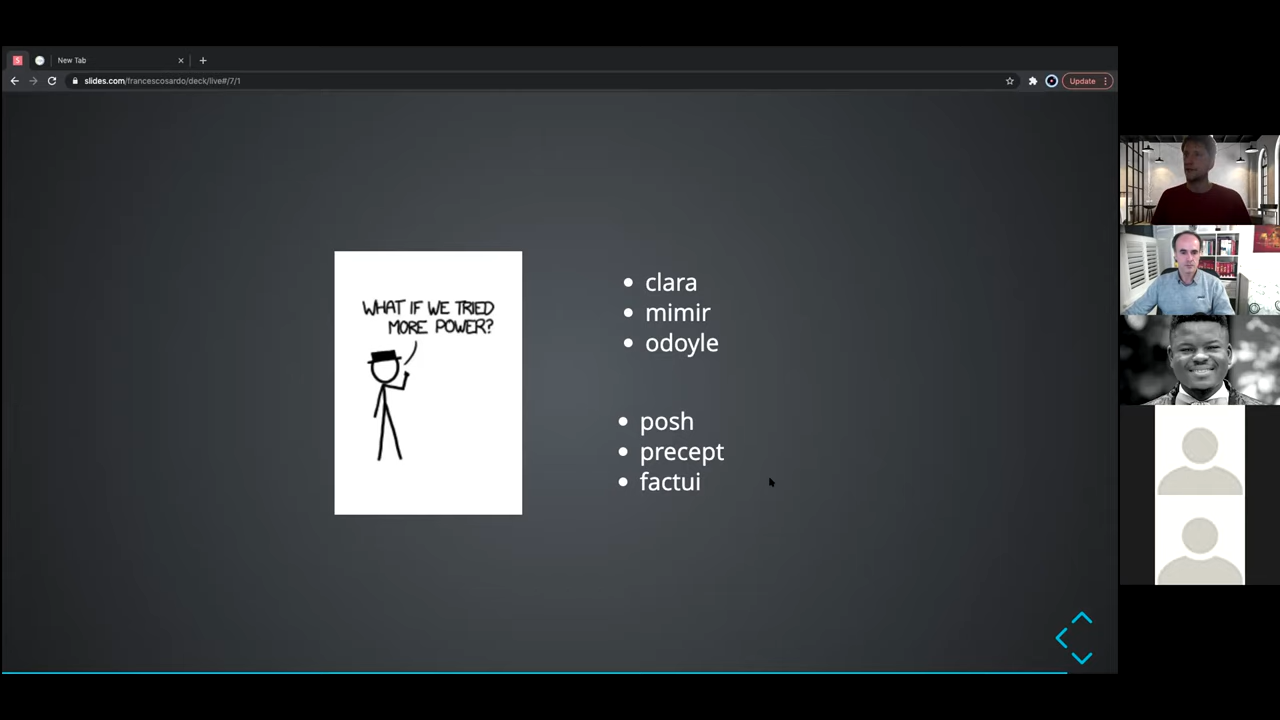 New Tab
slides.com/francescosardo/deck/live#/7/1
Update
WHAT IF WE TRIED
MORE POWER?
• clara
• mimir
• odoyle
• posh
• precept
• factui